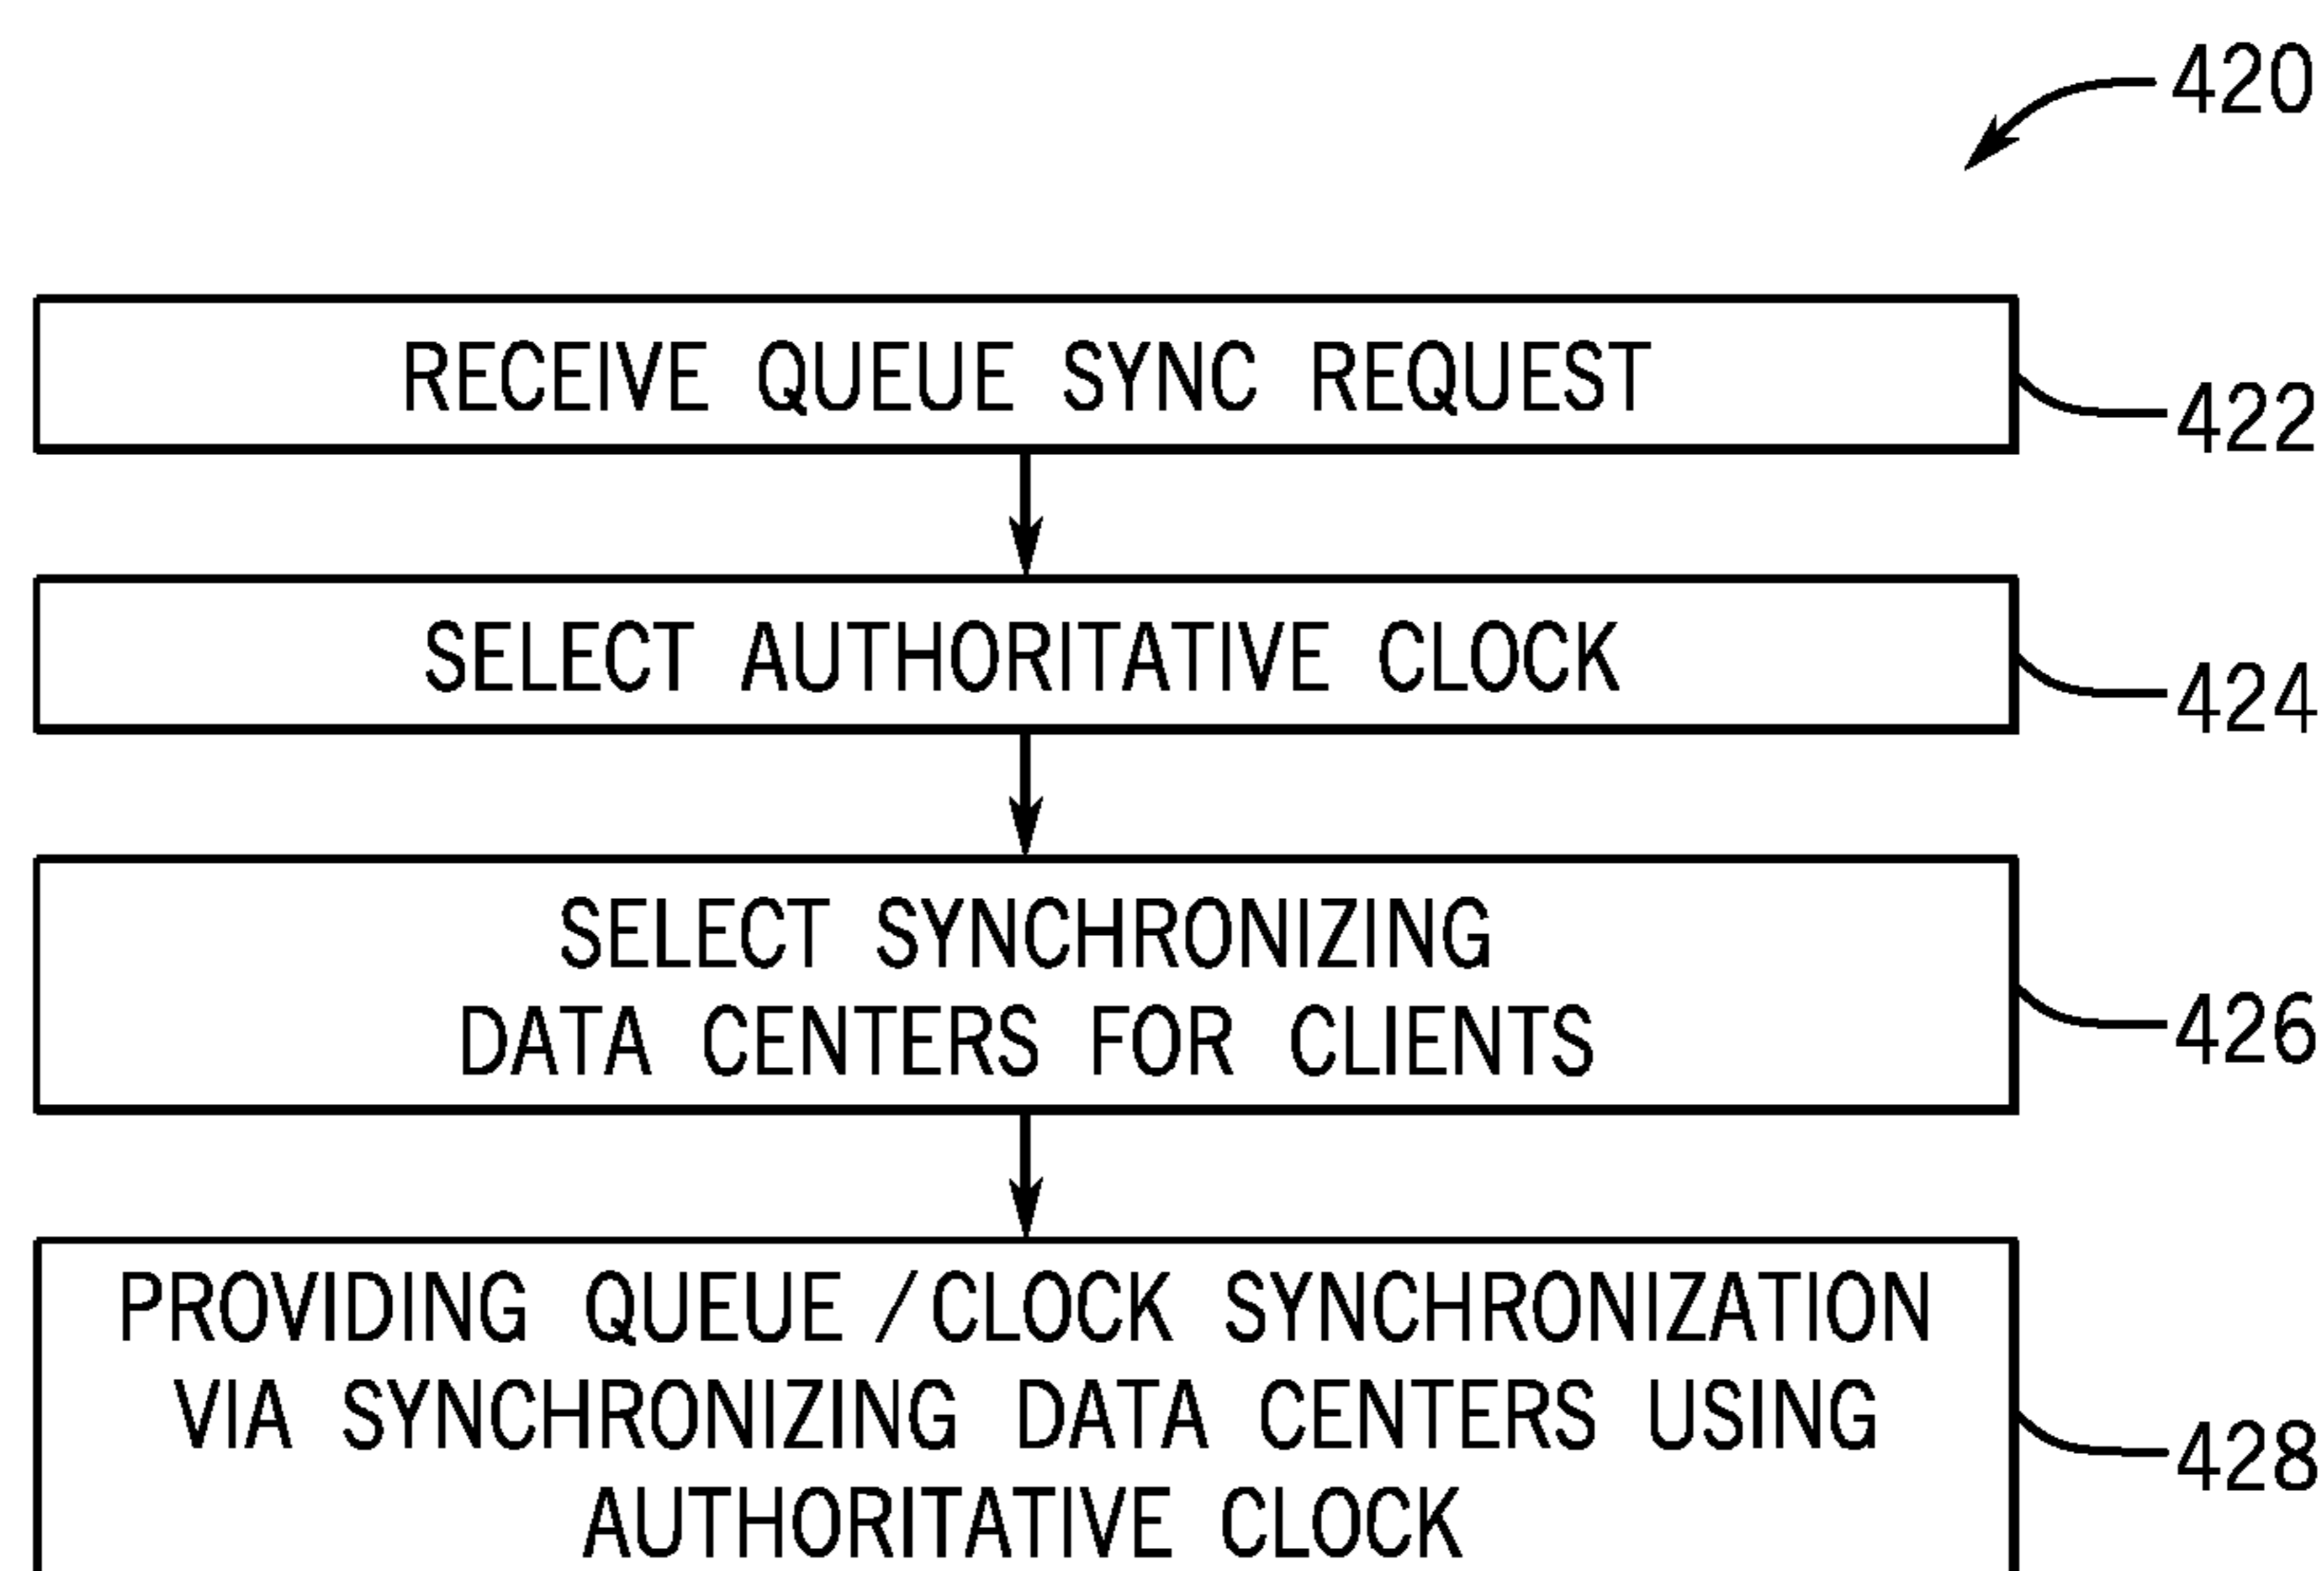 420
RECEIVE QUEUE SYNC REQUEST
422
SELECT AUTHORITATIVE CLOCK
424
SELECT SYNCHRONIZING
DATA CENTERS FOR CLIENTS
426
PROVIDING QUEUE /CLOCK SYNCHRONIZATION
VIA SYNCHRONIZING DATA CENTERS USING
AUTHORITATIVE CLOCK
428